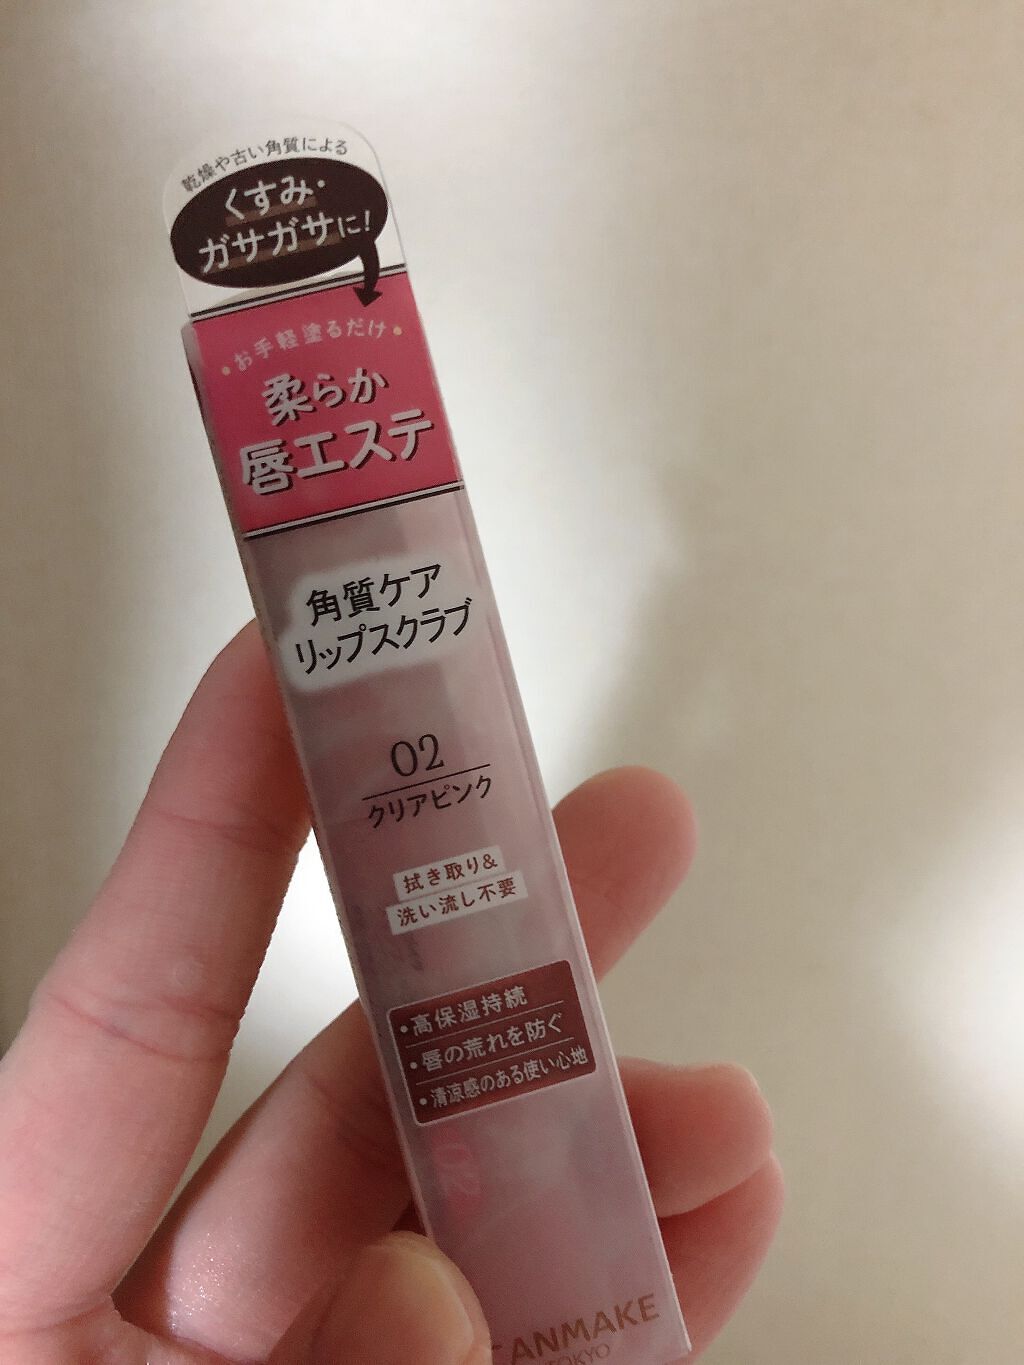 乾燥や古い角質による
くすみ・
ガサガサに!
・お手軽塗るだけ・
柔らか
唇エステ
角質ケア
リップスクラブ
02
クリアピンク
拭き取り&
洗い流し不要
・高保湿持続
・唇の荒れを防ぐ
・清涼感のある使い心地
02
CANMAKE
TOKYO